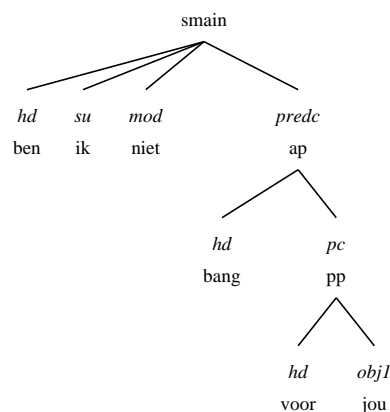 smain
hd su mod predc
ben ik niet ap
hd pc
bang pp
hd obj1
voor jou